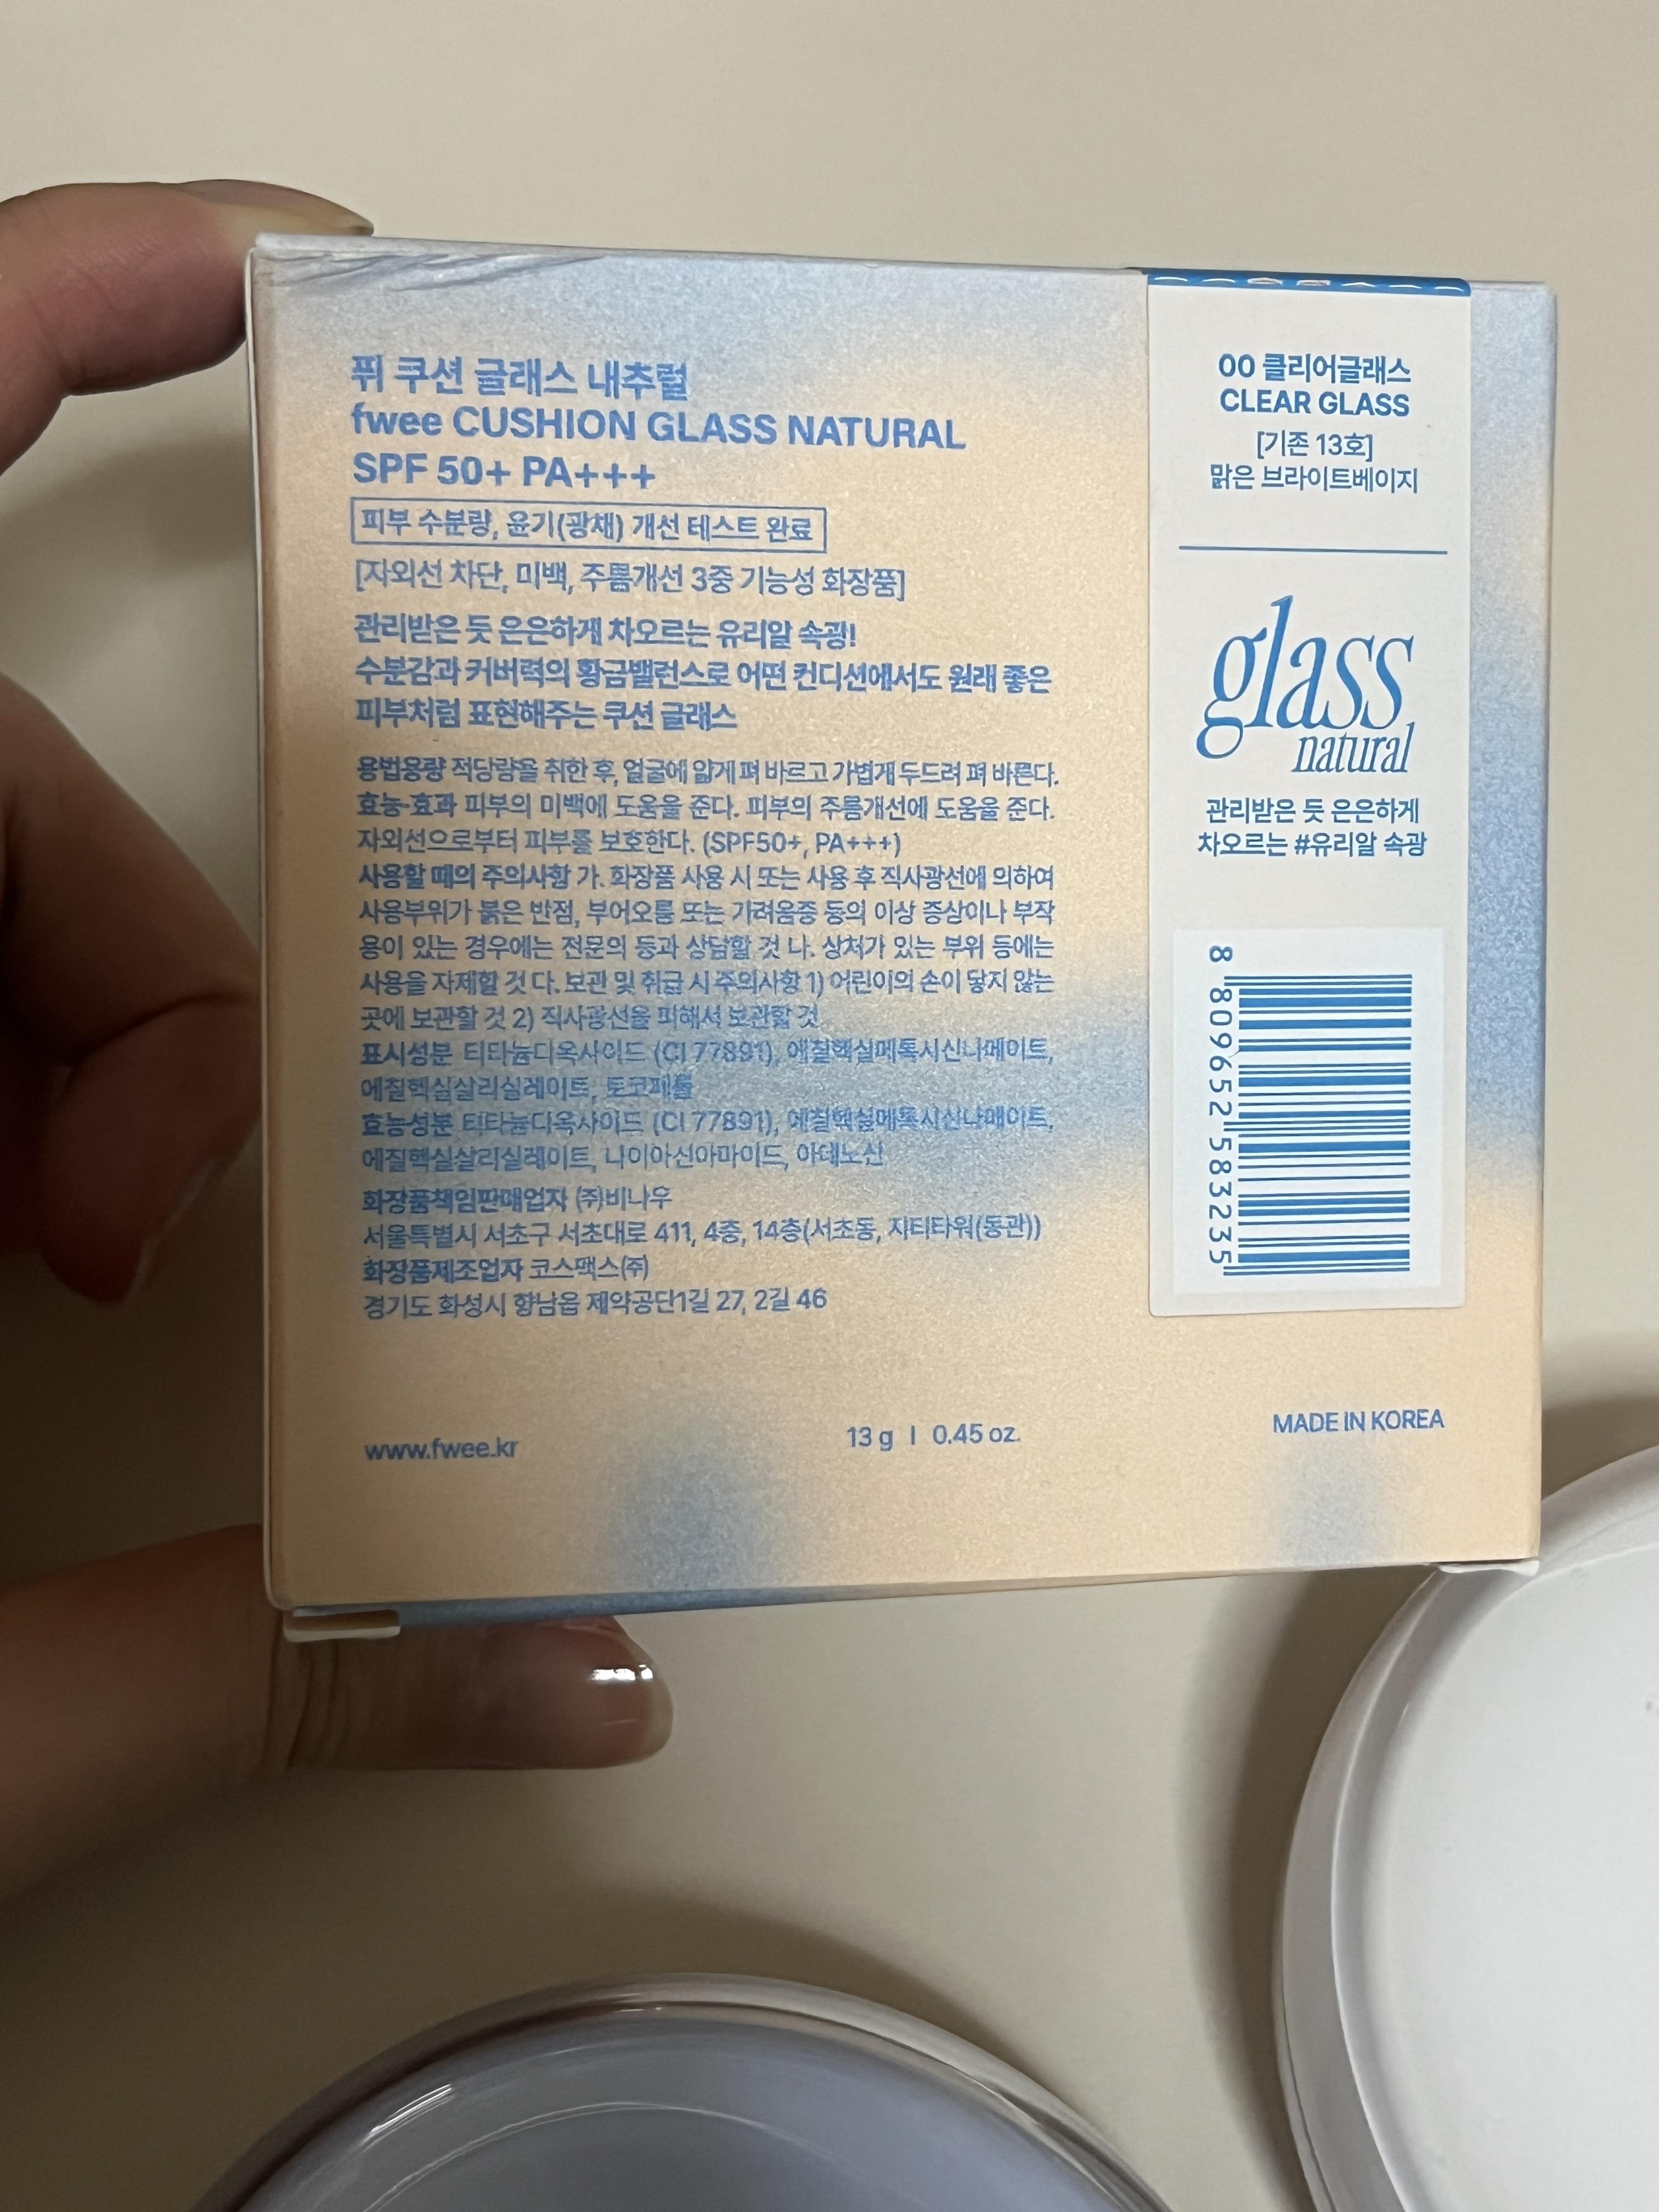 퓌 쿠션 글래스 내추럴
fwee CUSHION GLASS NATURAL
SPF 50+ PA+++
피부 수분량, 윤기(광채) 개선 테스트 완료
[자외선 차단, 미백, 주름개선 3중 기능성 화장품]
관리받은 듯 은은하게 차오르는 유리알 속광!
수분감과 커버력의 황금밸런스로 어떤 컨디션에서도 원래 좋은
피부처럼 표현해주는 쿠션 글래스
용법용량 적당량을 취한 후, 얼굴에 얇게 펴 바르고 가볍게 두드려 펴 바른다.
효능·효과 피부의 미백에 도움을 준다. 피부의 주름개선에 도움을 준다.
자외선으로부터 피부를 보호한다. (SPF50+, PA+++)
사용할 때의 주의사항 가. 화장품 사용 시 또는 사용 후 직사광선에 의하여
사용부위가 붉은 반점, 부어오름 또는 가려움증 등의 이상 증상이나 부작
용이 있는 경우에는 전문의 등과 상담할 것 나. 상처가 있는 부위 등에는
사용을 자제할 것 다. 보관 및 취급 시 주의사항 1) 어린이의 손이 닿지 않는
곳에 보관할 것 2) 직사광선을 피해서 보관할 것
표시성분 티타늄디옥사이드 (CI 77891), 에칠헥실메톡시신나메이트,
에칠헥실살리실레이트, 토코페롤
효능성분 티타늄디옥사이드 (CI 77891), 에칠헥실메톡시신나메이트,
에칠헥실살리실레이트, 나이아신아마이드, 아데노신
화장품책임판매업자 ㈜비나우
서울특별시 서초구 서초대로 411, 4층, 14층(서초동, 지티타워(동관))
화장품제조업자 코스맥스㈜
경기도 화성시 향남읍 제약공단1길 27, 2길 46
www.fwee.kr
13 g | 0.45 oz.
MADE IN KOREA
00 클리어글래스
CLEAR GLASS
[기존 13호]
맑은 브라이트베이지
glass
natural
관리받은 듯 은은하게
차오르는 #유리알 속광
8 809652 583235